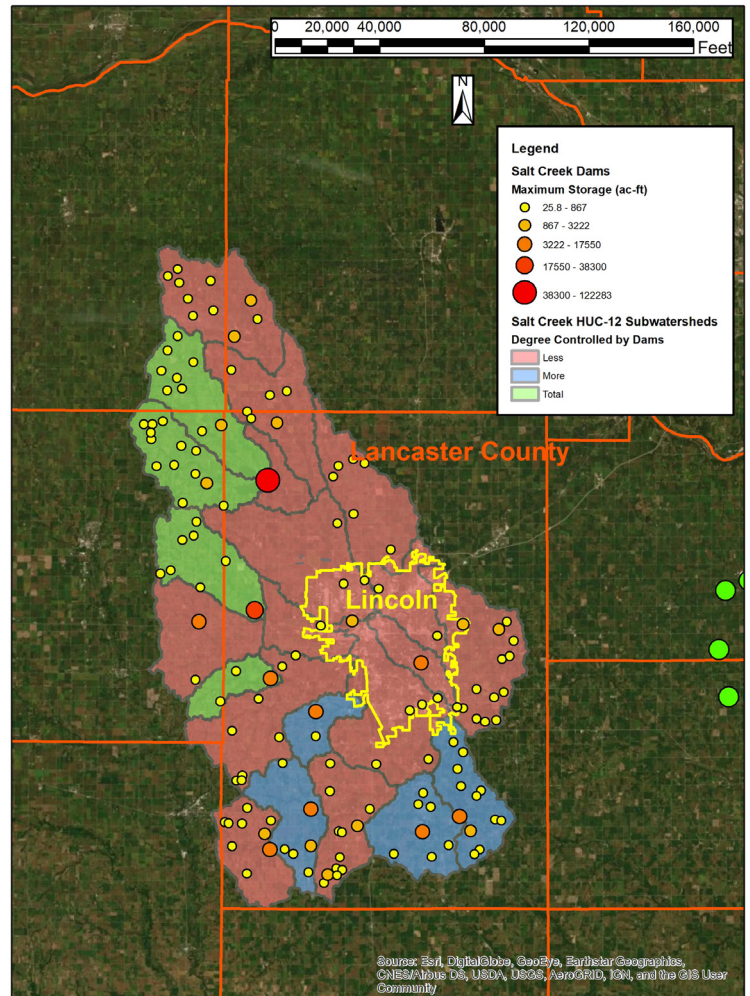 0 20,000 40,000 80,000 120,000 160,000
Feet
N
Legend
Salt Creek Dams
Maximum Storage (ac-ft)
25.8 - 867
867 - 3222
3222 - 17550
17550 - 38300
38300 - 122283
Salt Creek HUC-12 Subwatersheds
Degree Controlled by Dams
Less
More
Total
Lancaster County
Lincoln
Source: Esri, DigitalGlobe, GeoEye, Earthstar Geographics,
CNES/Airbus DS, USDA, USGS, AeroGRID, IGN, and the GIS User
Community